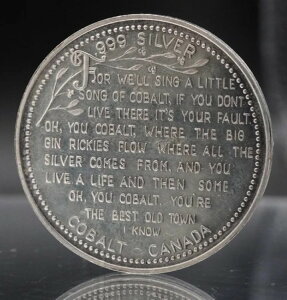 .999 SILVER
FOR WE'LL SING A LITTLE
SONG OF COBALT, IF YOU DON'T
LIVE THERE IT'S YOUR FAULT.
OH, YOU COBALT, WHERE THE BIG
GIN RICKIES FLOW WHERE ALL THE
SILVER COMES FROM, AND YOU
LIVE A LIFE AND THEN SOME,
OH, YOU COBALT. YOU'RE
THE BEST OLD TOWN
I KNOW.
COBALT - CANADA